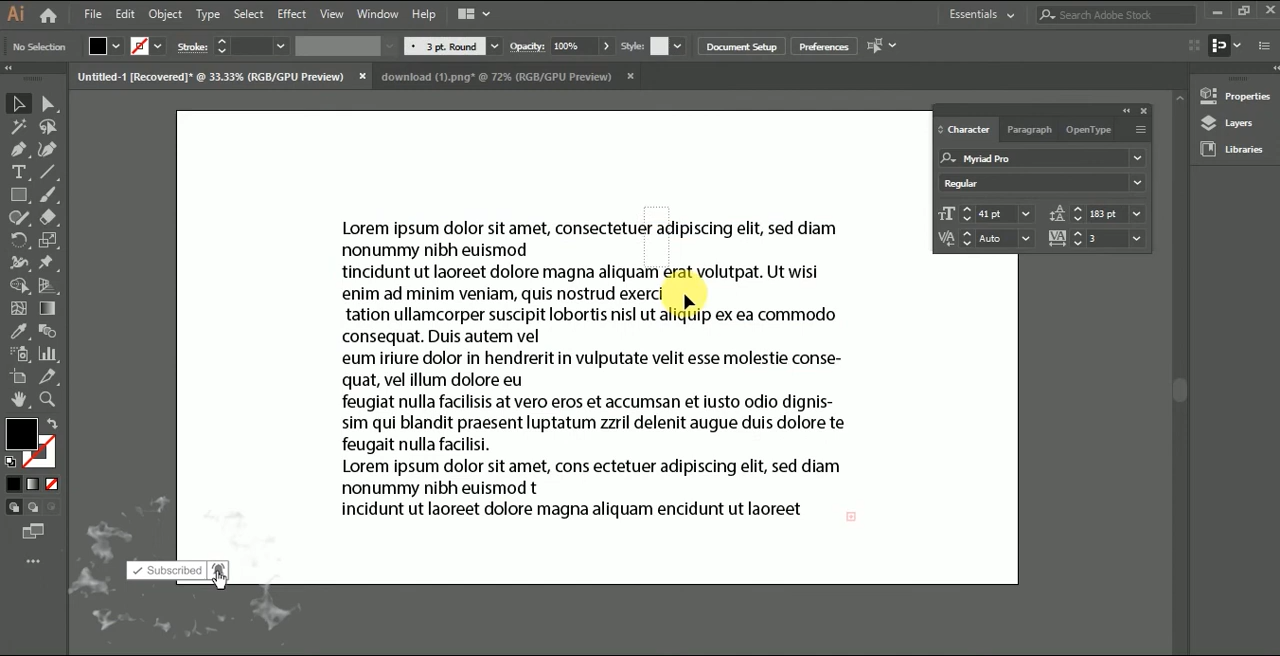 Ai File Edit Object Type Select Effect View Window Help Essentials Search Adobe Stock
No Selection Stroke: 3 pt. Round Opacity: 100% Style: Document Setup Preferences
Untitled-1 [Recovered]* @ 33.33% (RGB/GPU Preview) × download (1).png* @ 72% (RGB/GPU Preview) ×
Character Paragraph OpenType
Myriad Pro
Regular
41 pt 183 pt
Auto 3
Properties
Layers
Libraries
Lorem ipsum dolor sit amet, consectetuer adipiscing elit, sed diam
nonummy nibh euismod
tincidunt ut laoreet dolore magna aliquam erat volutpat. Ut wisi
enim ad minim veniam, quis nostrud exerci
tation ullamcorper suscipit lobortis nisl ut aliquip ex ea commodo
consequat. Duis autem vel
eum iriure dolor in hendrerit in vulputate velit esse molestie conse-
quat, vel illum dolore eu
feugiat nulla facilisis at vero eros et accumsan et iusto odio dignis-
sim qui blandit praesent luptatum zzril delenit augue duis dolore te
feugait nulla facilisi.
Lorem ipsum dolor sit amet, cons ectetuer adipiscing elit, sed diam
nonummy nibh euismod t
incidunt ut laoreet dolore magna aliquam encidunt ut laoreet
Subscribed